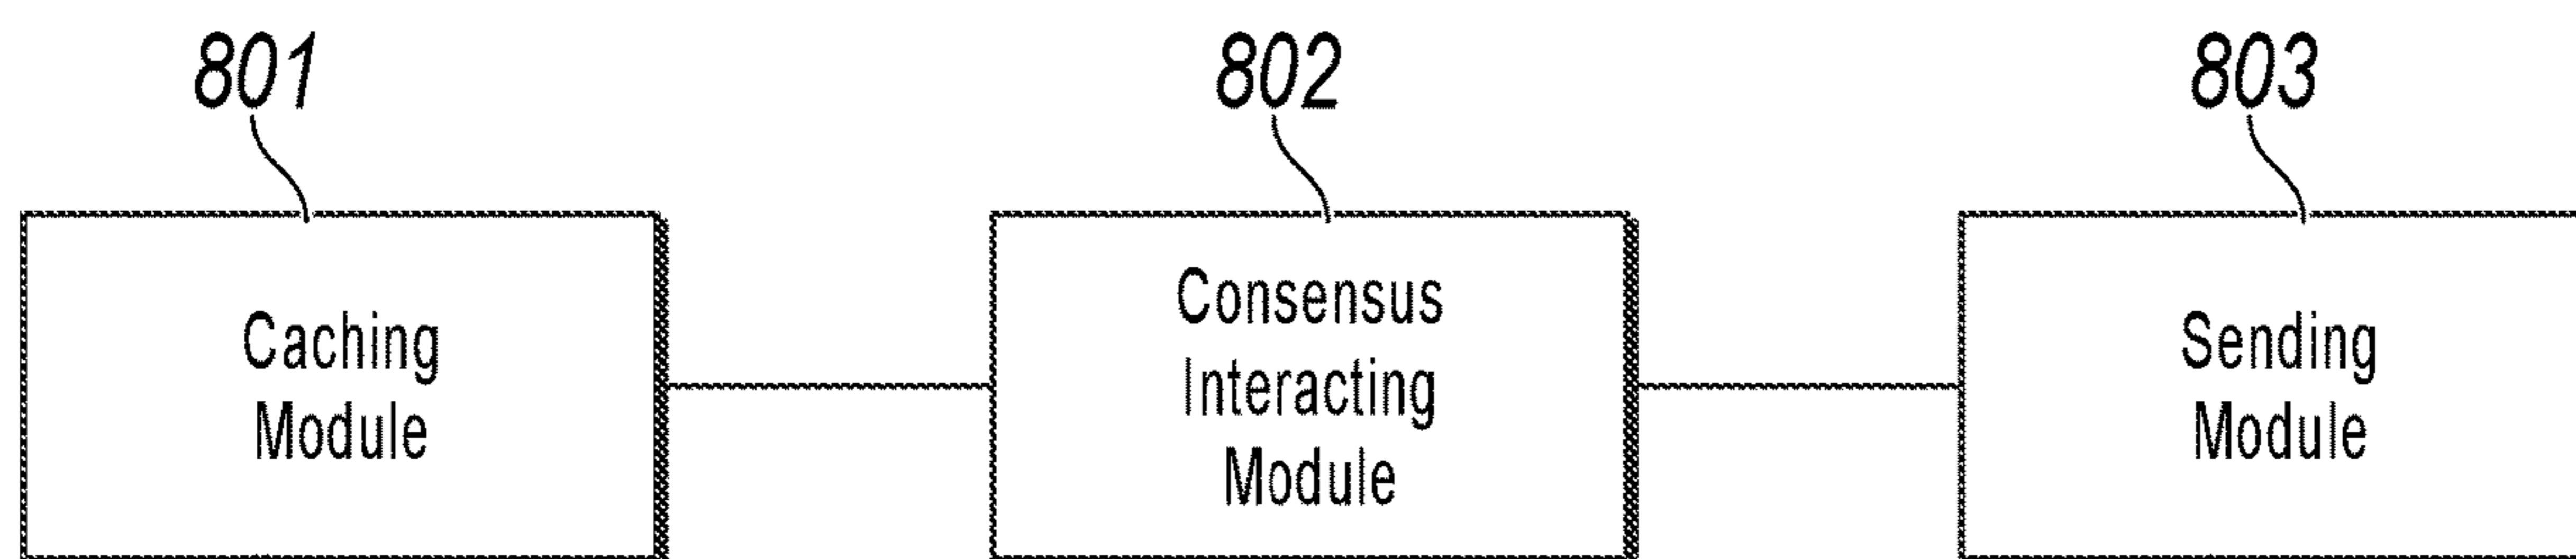 801
802
803
Caching
Module
Consensus
Interacting
Module
Sending
Module